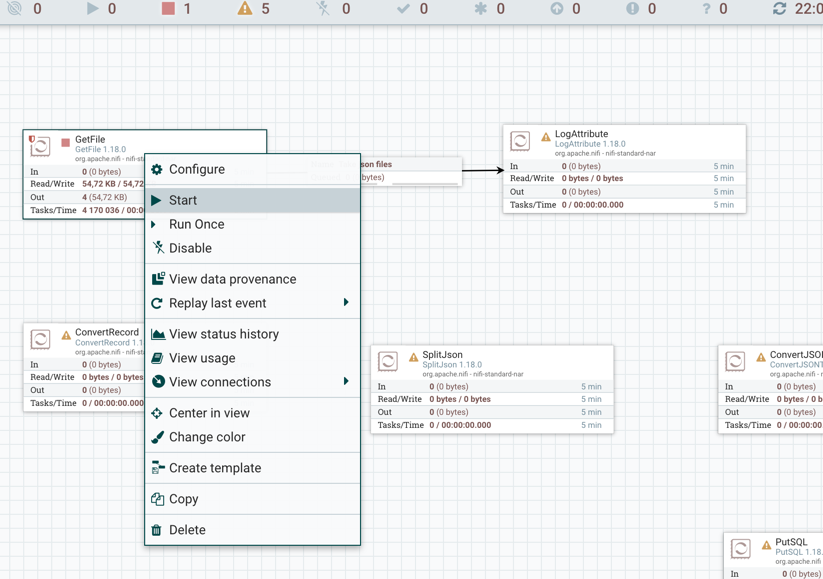 0 0 1 5 0 0 0 0 0 0 22:0
GetFile
GetFile 1.18.0
org.apache.nifi - nifi-sta
In 0 (0 bytes)
Read/Write 54,72 KB / 54,72
Out 4 (54,72 KB)
Tasks/Time 4 170 036 / 00:0
son files
bytes)
LogAttribute
LogAttribute 1.18.0
org.apache.nifi - nifi-standard-nar
In 0 (0 bytes) 5 min
Read/Write 0 bytes / 0 bytes 5 min
Out 0 (0 bytes) 5 min
Tasks/Time 0 / 00:00:00.000 5 min
Configure
Start
Run Once
Disable
View data provenance
Replay last event
View status history
View usage
View connections
Center in view
Change color
Create template
Copy
Delete
ConvertRecord
ConvertRecord 1.1
org.apache.nifi - nifi-sta
In 0 (0 bytes)
Read/Write 0 bytes / 0 bytes
Out 0 (0 bytes)
Tasks/Time 0 / 00:00:00.000
SplitJson
SplitJson 1.18.0
org.apache.nifi - nifi-standard-nar
In 0 (0 bytes) 5 min
Read/Write 0 bytes / 0 bytes 5 min
Out 0 (0 bytes) 5 min
Tasks/Time 0 / 00:00:00.000 5 min
ConvertJSO
ConvertJSONT
org.apache.nifi - n
In 0 (0 bytes)
Read/Write 0 bytes / 0 b
Out 0 (0 bytes)
Tasks/Time 0 / 00:00:00.0
PutSQL
PutSQL 1.18.
org.apache.nifi
In 0 (0 bytes)